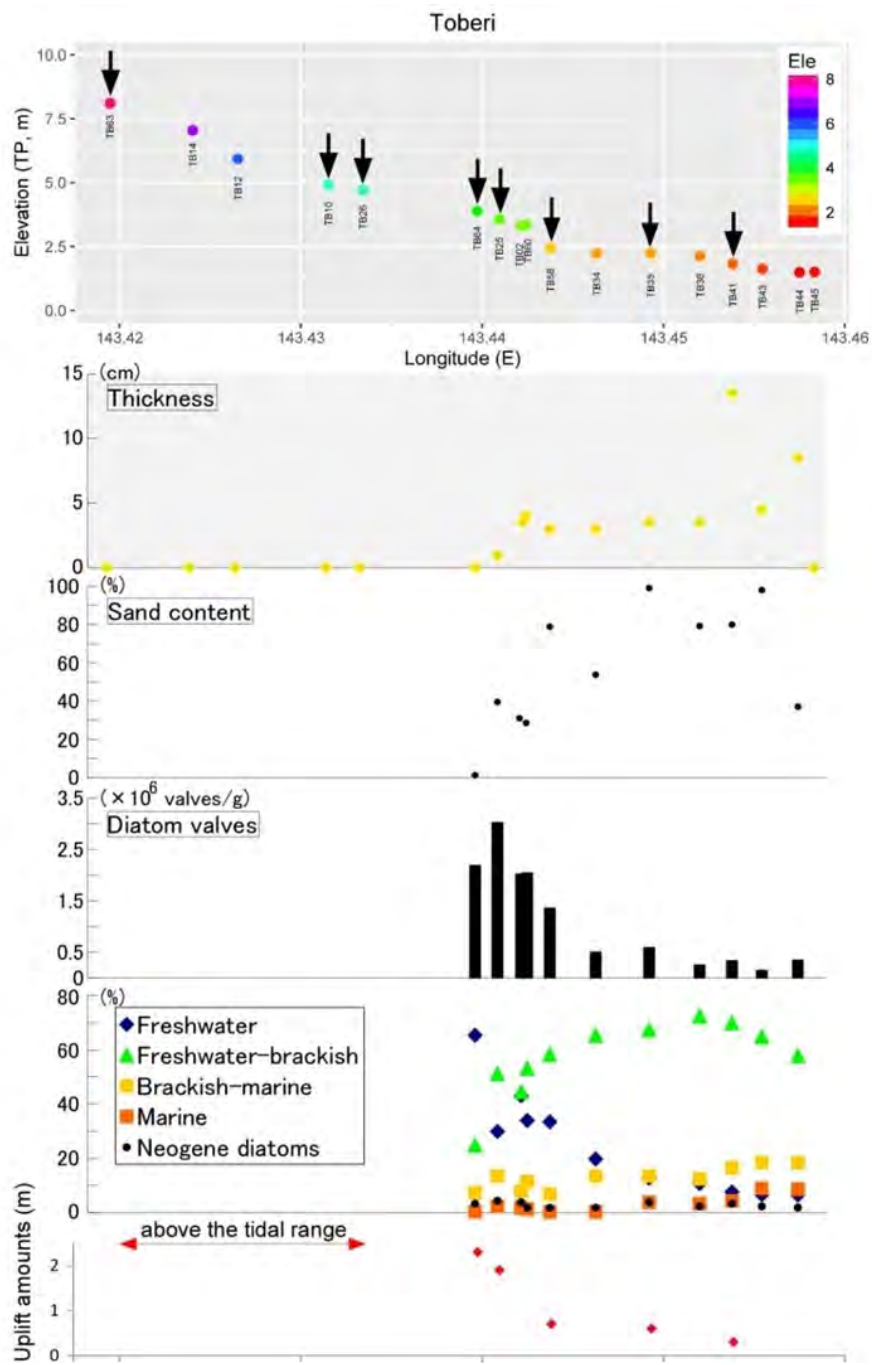 Toberi
Elevation (TP, m)
10.0
7.5
5.0
2.5
0.0
Ele
8
6
4
2
TB63
TB14
TB12
TB10
TB26
TB64
TB25
TB02
TB60
TB58
TB34
TB38
TB41
TB43
TB44
TB45
143.42
143.43
143.44
143.45
143.46
Longitude (E)
15 (cm)
Thickness
10
5
0
100 (%)
Sand content
80
60
40
20
0
3.5 (×10⁶ valves/g)
Diatom valves
2.5
1.5
0.5
0
80 (%)
Freshwater
60
Freshwater-brackish
Brackish-marine
40
Marine
20
Neogene diatoms
0
above the tidal range
Uplift amounts (m)
2
1
0